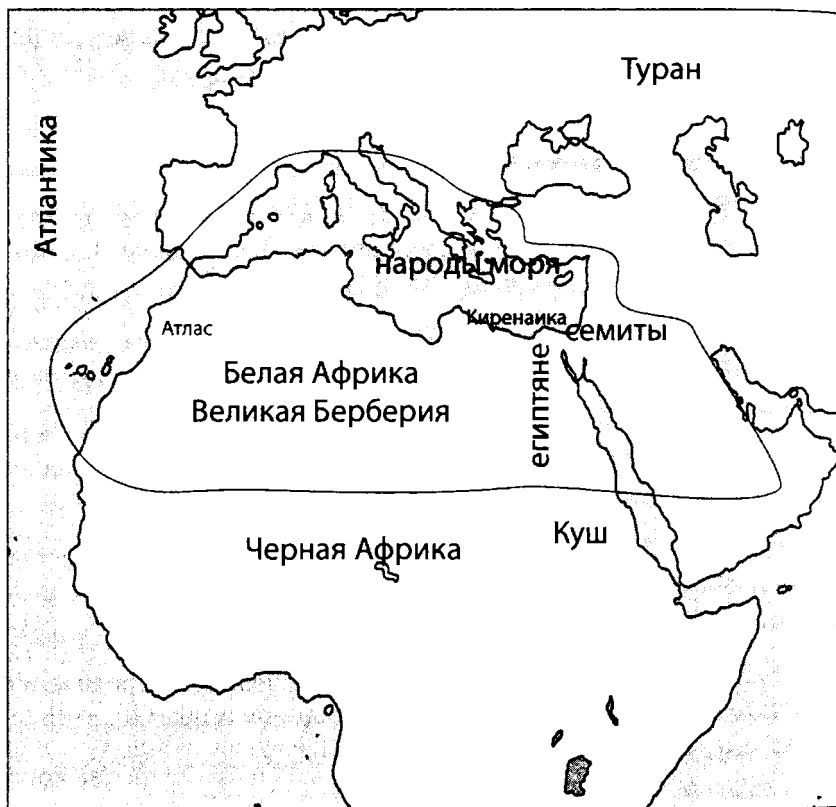 Туран
Атлантика
народы моря
Киренаика
семиты
Атлас
Белая Африка
Великая Берберия
египтяне
Куш
Черная Африка